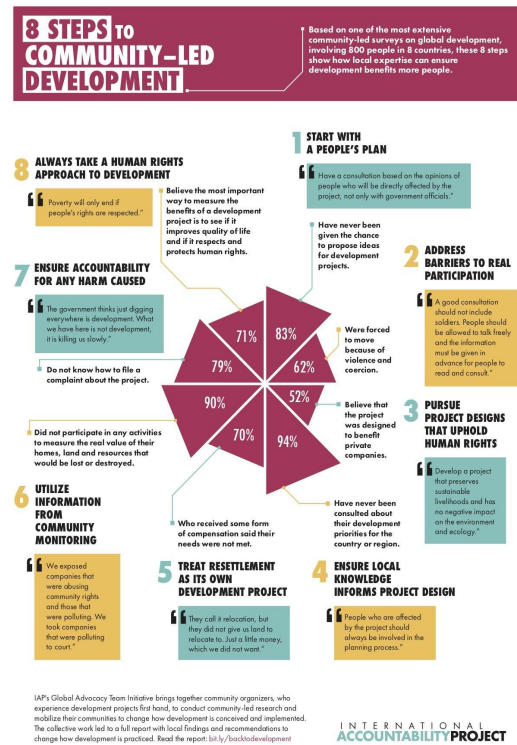 8 STEPS TO
COMMUNITY-LED
DEVELOPMENT
Based on one of the most extensive
community-led surveys on global development,
involving 800 people in 8 countries, these 8 steps
show how local expertise can ensure
development benefits more people.
1 START WITH
A PEOPLE'S PLAN
Have a consultation based on the opinions of
people who will be directly affected by the
project, not only with government officials."
Have never been
given the chance
to propose ideas
for development
projects.
83%
2 ADDRESS
BARRIERS TO REAL
PARTICIPATION
A good consultation
should not include
soldiers. People should
be allowed to talk freely
and the information
must be given in
advance for people to
read and consult."
Were forced
to move
because of
violence and
coercion.
62%
3 PURSUE
PROJECT DESIGNS
THAT UPHOLD
HUMAN RIGHTS
Develop a project
that preserves
sustainable
livelihoods and has
no negative impact
on the environment
and ecology."
Believe that
the project
was designed
to benefit
private
companies.
52%
4 ENSURE LOCAL
KNOWLEDGE
INFORMS PROJECT DESIGN
People who are affected
by the project should
always be involved in the
planning process."
Have never been
consulted about
their development
priorities for the
country or region.
94%
5 TREAT RESETTLEMENT
AS ITS OWN
DEVELOPMENT PROJECT
They call it relocation, but
they did not give us land to
relocate to. Just a little money,
which we did not want."
Who received some form
of compensation said their
needs were not met.
70%
6 UTILIZE
INFORMATION
FROM
COMMUNITY
MONITORING
We exposed
companies that
were abusing
community rights
and those that
were polluting. We
took companies
that were polluting
to court."
Did not participate in any activities
to measure the real value of their
homes, land and resources that
would be lost or destroyed.
90%
7 ENSURE ACCOUNTABILITY
FOR ANY HARM CAUSED
The government thinks just digging
everywhere is development. What
we have here is not development,
it is killing us slowly."
Do not know how to file a
complaint about the project.
79%
8 ALWAYS TAKE A HUMAN RIGHTS
APPROACH TO DEVELOPMENT
Poverty will only end if
people's rights are respected."
Believe the most important
way to measure the
benefits of a development
project is to see if it
improves quality of life
and if it respects and
protects human rights.
71%
IAP's Global Advocacy Team Initiative brings together community organizers, who
experience development projects first hand, to conduct community-led research and
mobilize their communities to change how development is conceived and implemented.
The collective work led to a full report with local findings and recommendations to
change how development is practiced. Read the report: bit.ly/backtodevelopment
INTERNATIONAL
ACCOUNTABILITYPROJECT